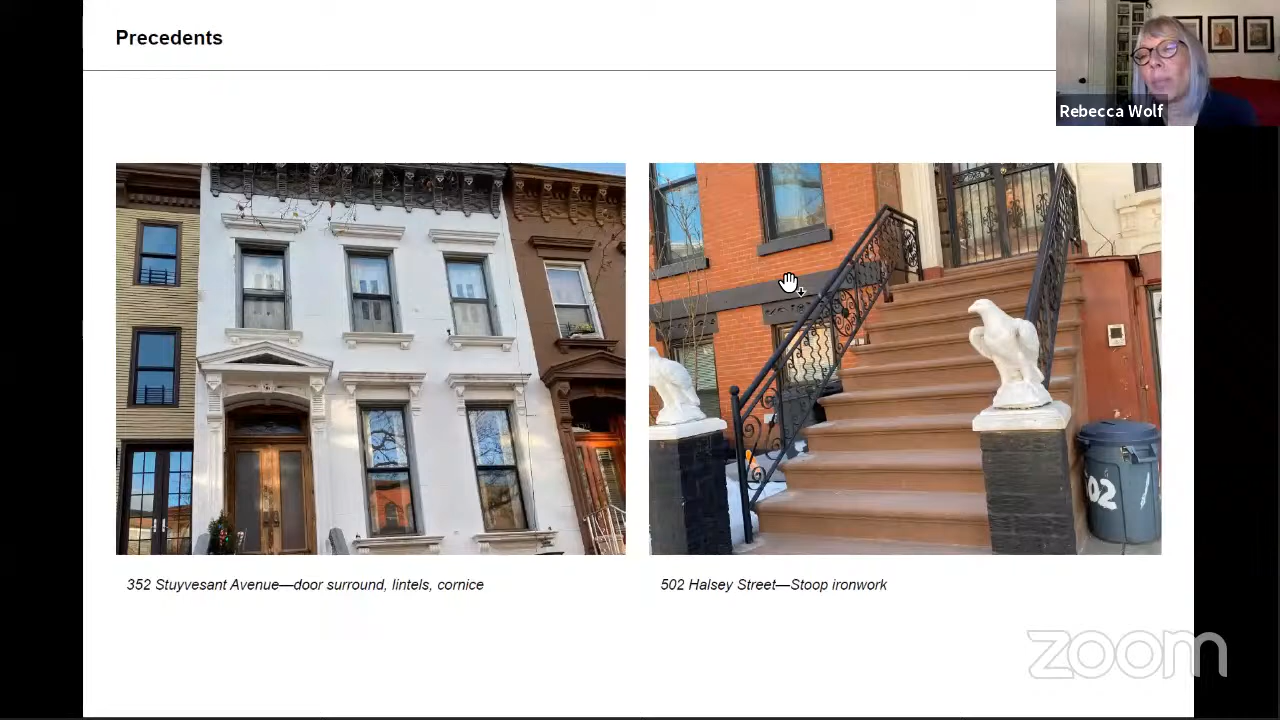 Precedents
Rebecca Wolf
02
352 Stuyvesant Avenue—door surround, lintels, cornice
502 Halsey Street—Stoop ironwork
zoom